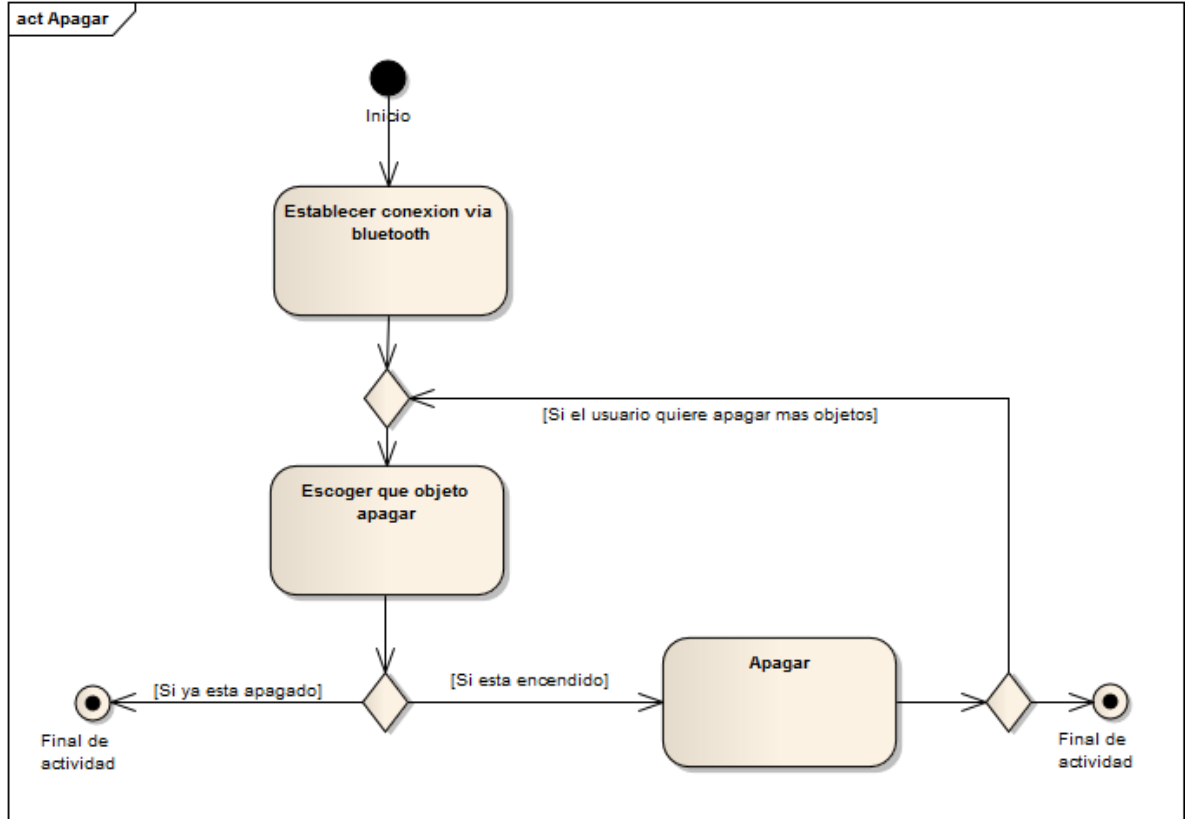 act Apagar
Inicio
Establecer conexion via
bluetooth
[Si el usuario quiere apagar mas objetos]
Escoger que objeto
apagar
[Si ya esta apagado]
[Si esta encendido]
Apagar
Final de
actividad
Final de
actividad